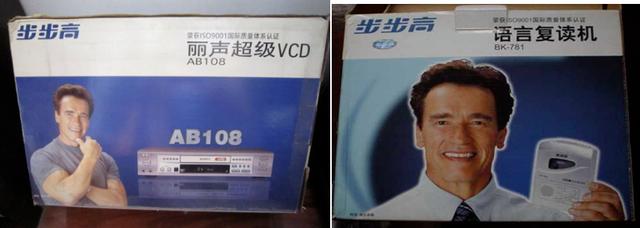 步步高
荣获ISO9001国际质量体系认证
丽声超级VCD
AB108
AB108
步步高
荣获ISO9001国际质量体系认证
语言复读机
BK-781